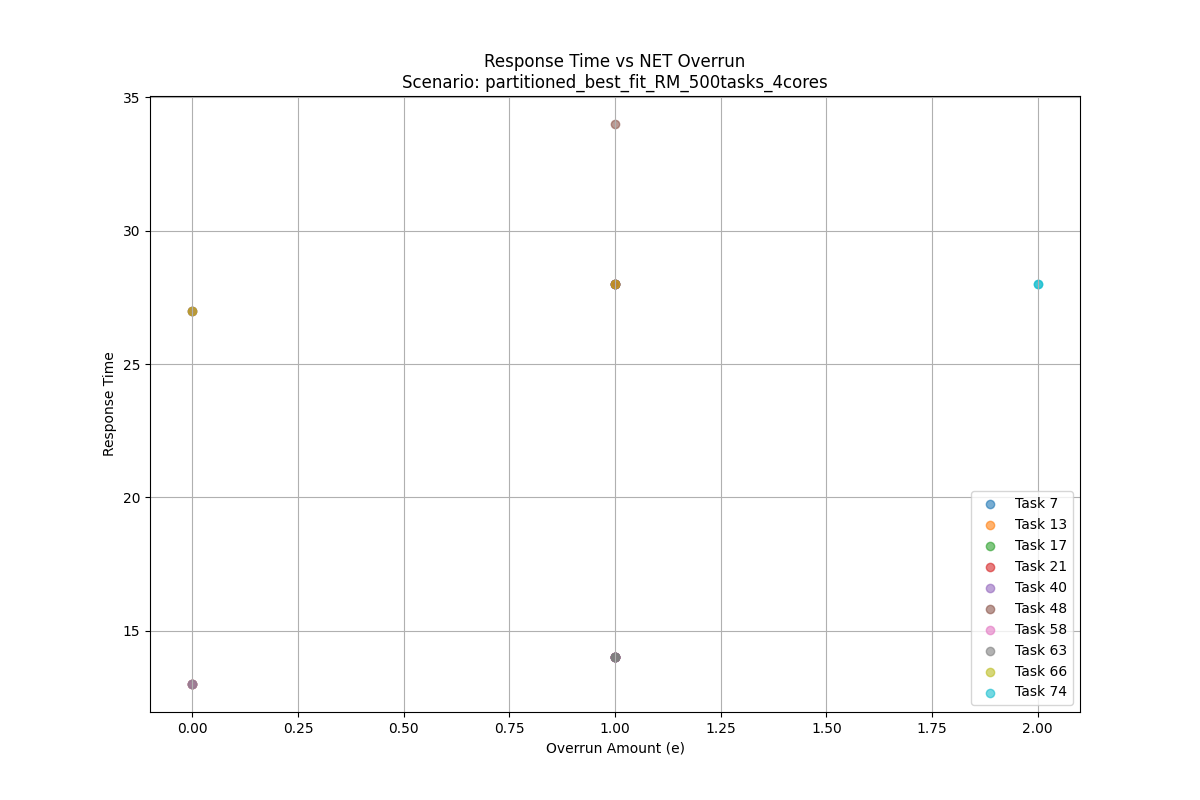 Response Time vs NET Overrun
Scenario: partitioned_best_fit_RM_500tasks_4cores
35
30
25
20
15
Response Time
0.00 0.25 0.50 0.75 1.00 1.25 1.50 1.75 2.00
Overrun Amount (e)
Task 7
Task 13
Task 17
Task 21
Task 40
Task 48
Task 58
Task 63
Task 66
Task 74